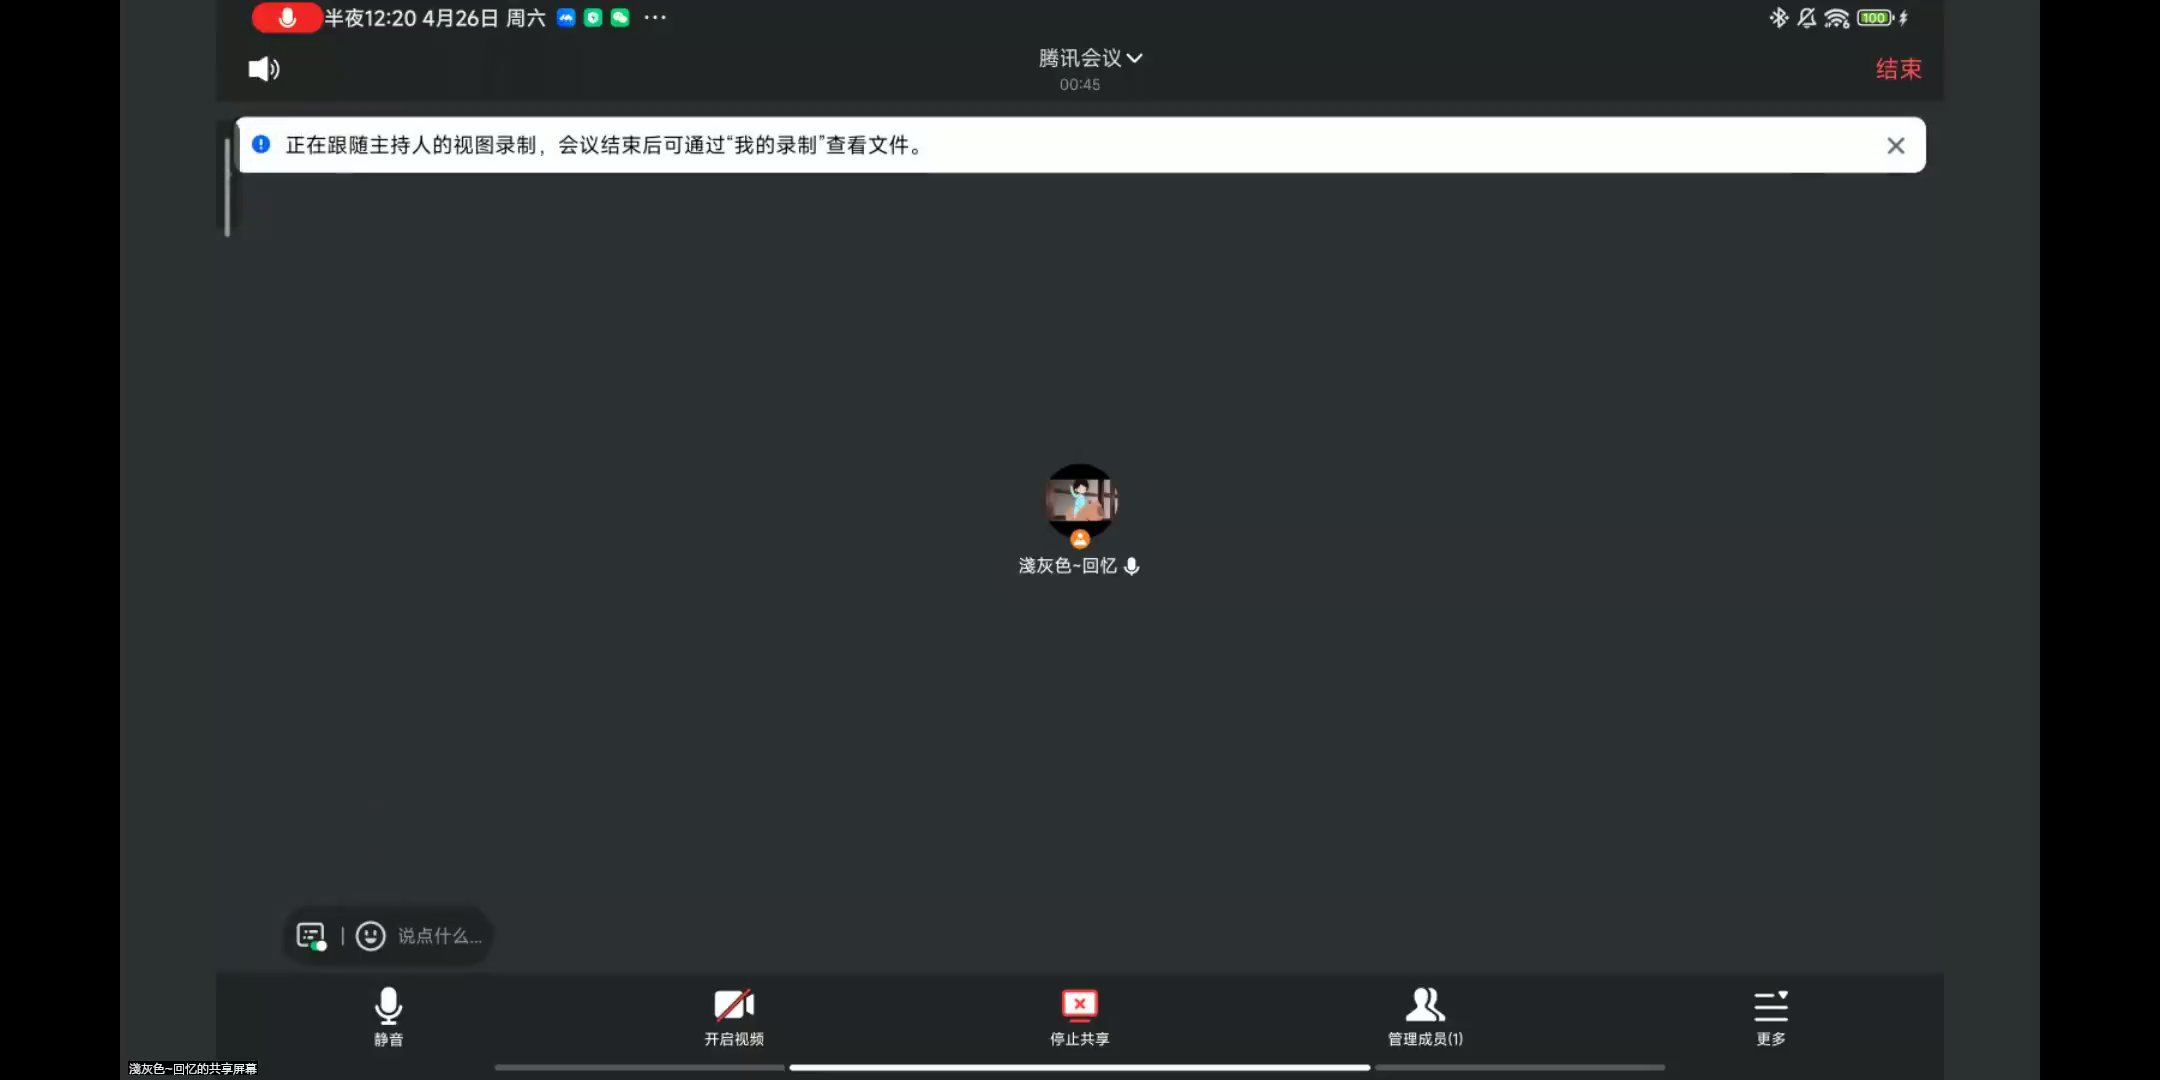 半夜12:20 4月26日 周六 ···
100
腾讯会议
00:45
结束
正在跟随主持人的视图录制，会议结束后可通过“我的录制”查看文件。
淺灰色~回忆
说点什么...
静音
开启视频
停止共享
管理成员(1)
更多
淺灰色~回忆的共享屏幕